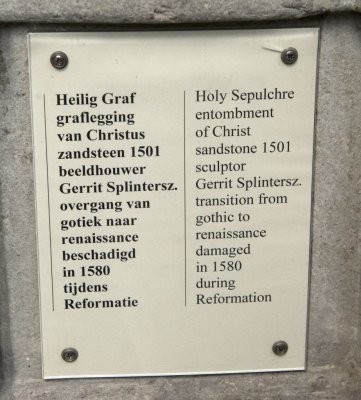 Heilig Graf
graflegging
van Christus
zandsteen 1501
beeldhouwer
Gerrit Splintersz.
overgang van
gotiek naar
renaissance
beschadigd
in 1580
tijdens
Reformatie
Holy Sepulchre
entombment
of Christ
sandstone 1501
sculptor
Gerrit Splintersz.
transition from
gothic to
renaissance
damaged
in 1580
during
Reformation